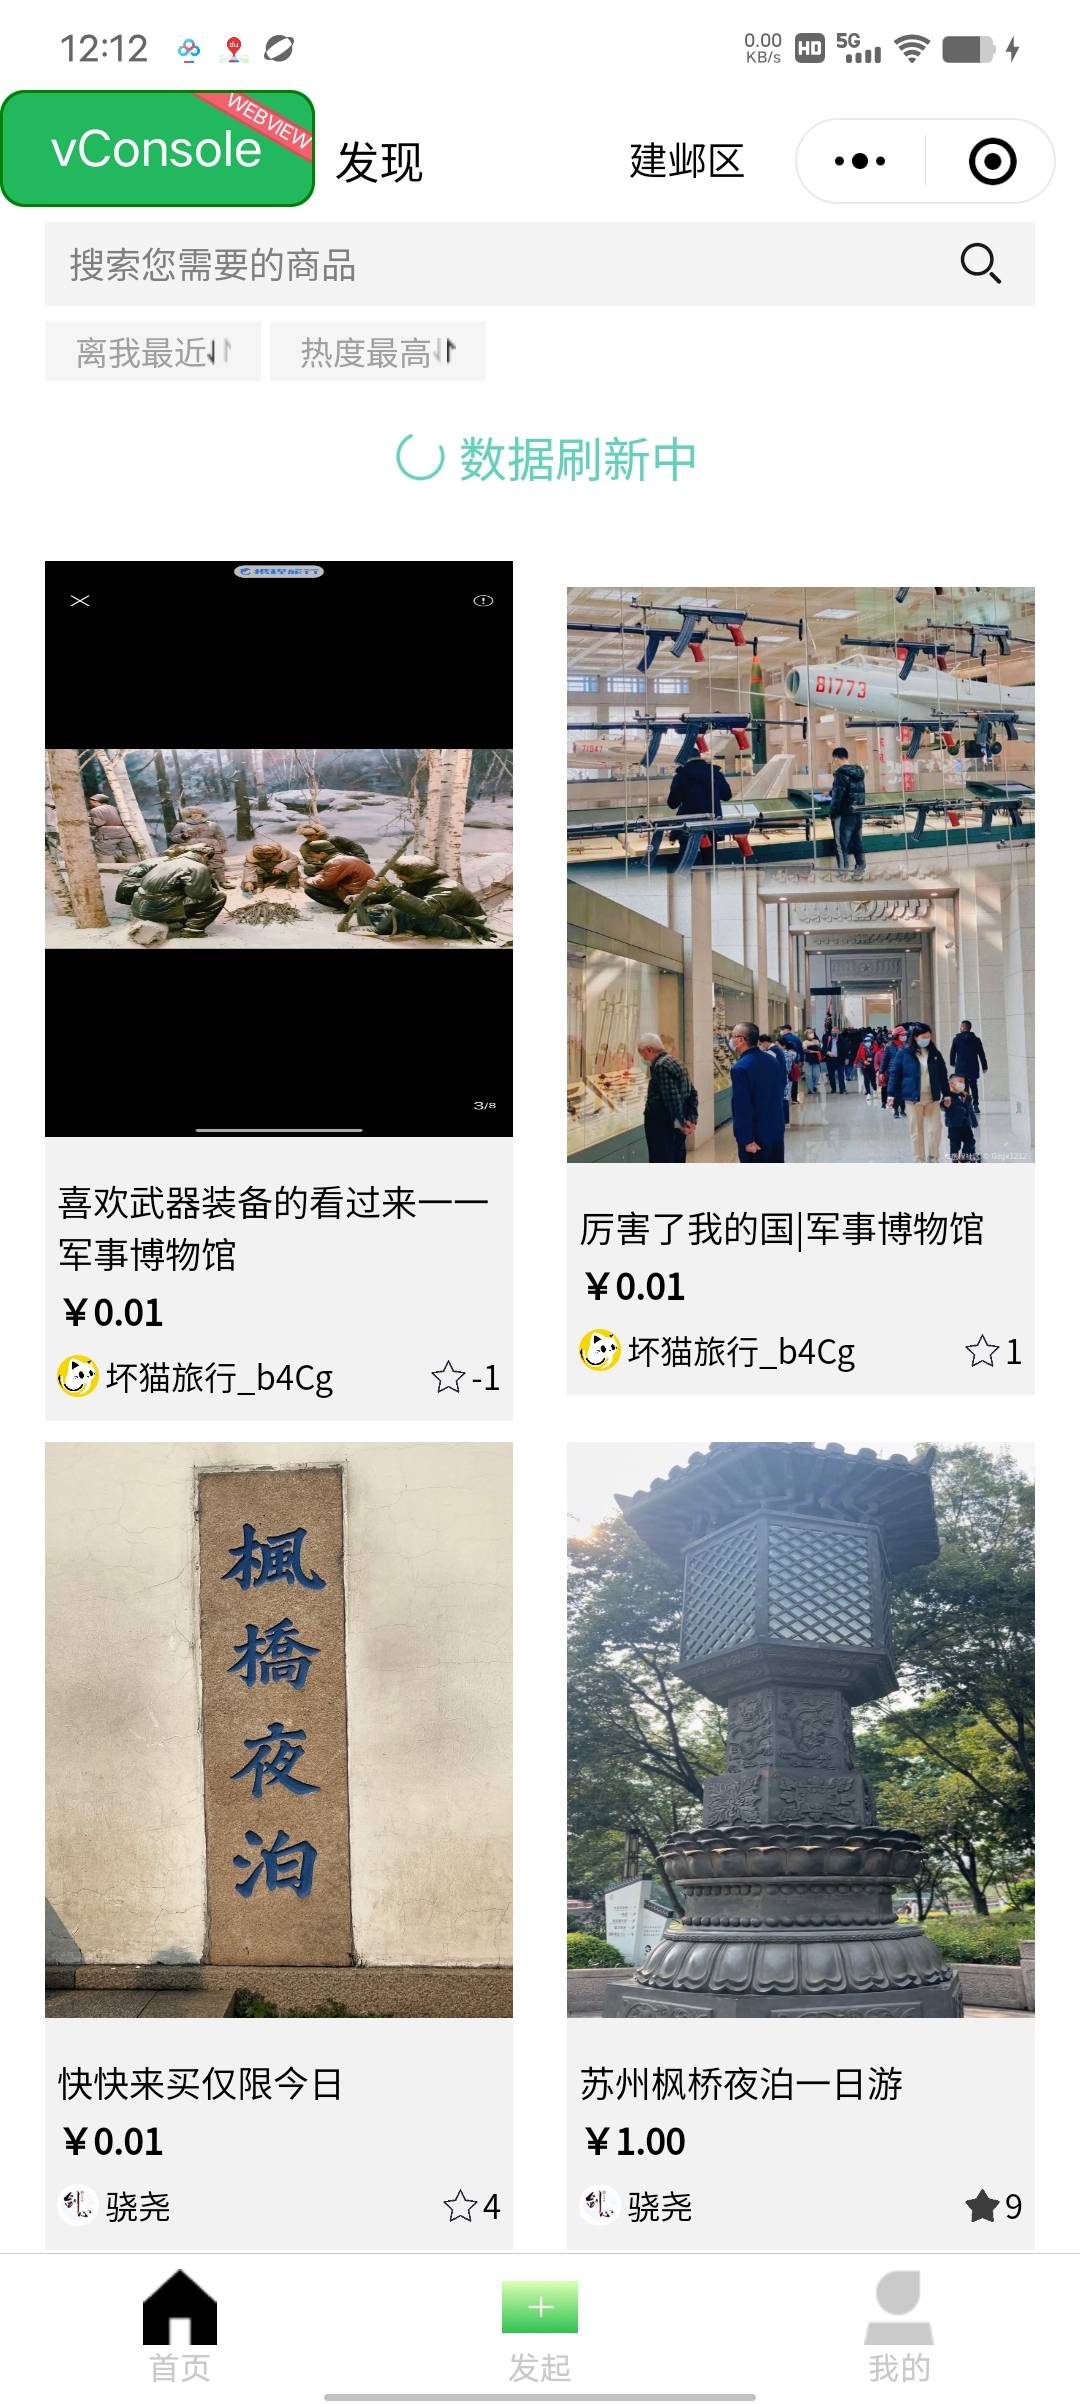 12:12
0.00 KB/s HD 5G
vConsole
WEBVIEW
发现
建邺区
搜索您需要的商品
离我最近
热度最高
数据刷新中
81773
3/8
喜欢武器装备的看过来一一
军事博物馆
¥0.01
坏猫旅行_b4Cg
-1
厉害了我的国|军事博物馆
¥0.01
坏猫旅行_b4Cg
1
楓
橋
夜
泊
快快来买仅限今日
¥0.01
骁尧
4
苏州枫桥夜泊一日游
¥1.00
骁尧
9
首页
发起
我的